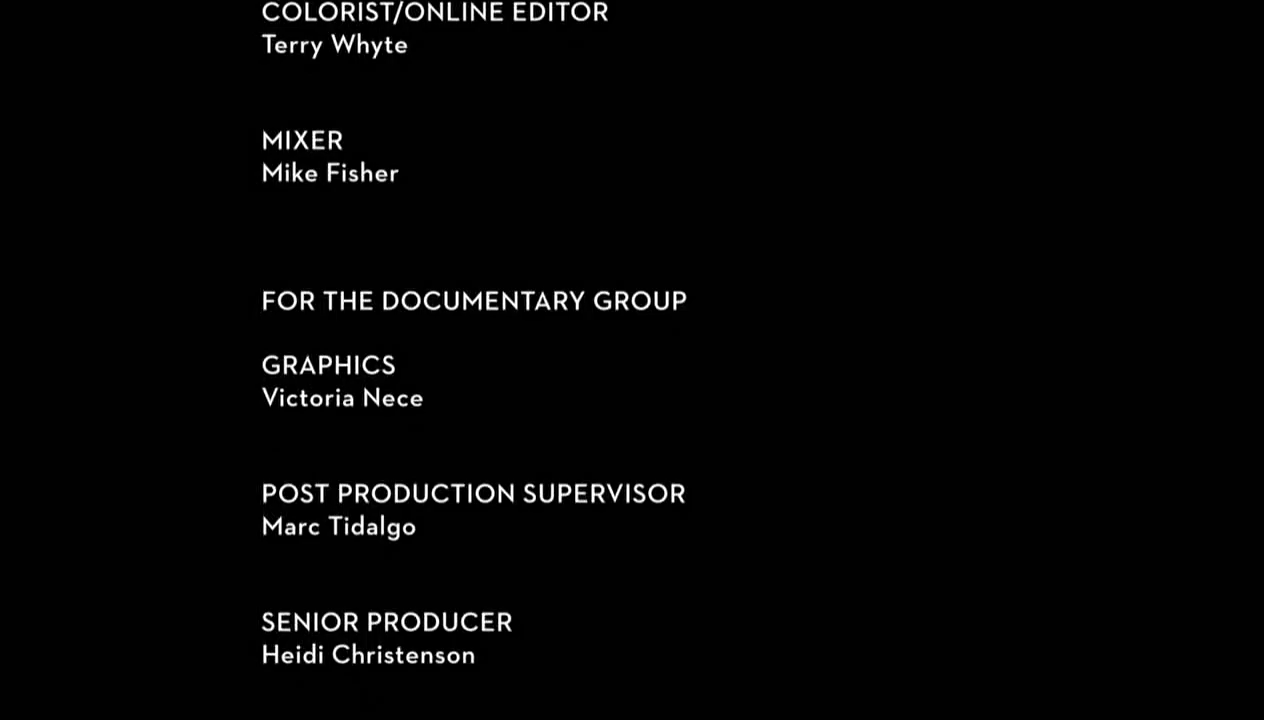 COLORIST/ONLINE EDITOR
Terry Whyte
MIXER
Mike Fisher
FOR THE DOCUMENTARY GROUP
GRAPHICS
Victoria Nece
POST PRODUCTION SUPERVISOR
Marc Tidalgo
SENIOR PRODUCER
Heidi Christenson